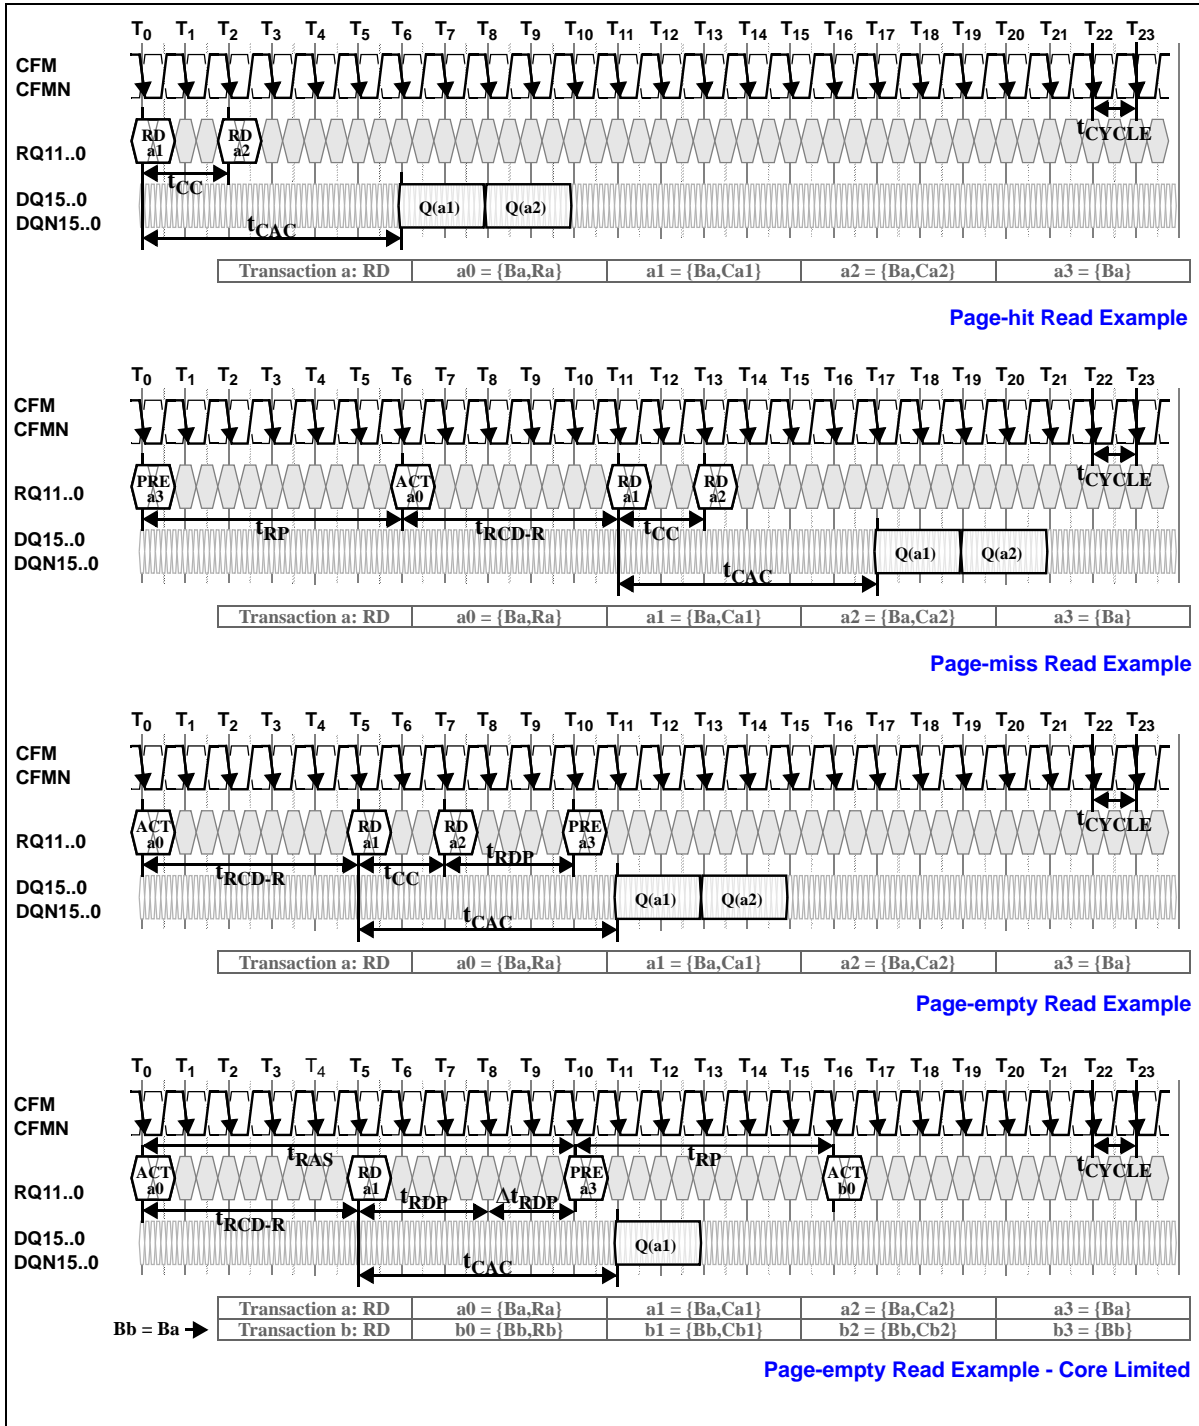 T0 T1 T2 T3 T4 T5 T6 T7 T8 T9 T10 T11 T12 T13 T14 T15 T16 T17 T18 T19 T20 T21 T22 T23
CFM
CFMN
RD a1 RD a2
RQ11..0
tCYCLE
tCC
DQ15..0
DQN15..0
Q(a1) Q(a2)
tCAC
Transaction a: RD a0 = {Ba,Ra} a1 = {Ba,Ca1} a2 = {Ba,Ca2} a3 = {Ba}
Page-hit Read Example
T0 T1 T2 T3 T4 T5 T6 T7 T8 T9 T10 T11 T12 T13 T14 T15 T16 T17 T18 T19 T20 T21 T22 T23
CFM
CFMN
PRE a3 ACT a0 RD a1 RD a2
RQ11..0
tCYCLE
tRP tRCD-R tCC
DQ15..0
DQN15..0
Q(a1) Q(a2)
tCAC
Transaction a: RD a0 = {Ba,Ra} a1 = {Ba,Ca1} a2 = {Ba,Ca2} a3 = {Ba}
Page-miss Read Example
T0 T1 T2 T3 T4 T5 T6 T7 T8 T9 T10 T11 T12 T13 T14 T15 T16 T17 T18 T19 T20 T21 T22 T23
CFM
CFMN
ACT a0 RD a1 RD a2 PRE a3
RQ11..0
tCYCLE
tRCD-R tCC tRDP
DQ15..0
DQN15..0
Q(a1) Q(a2)
tCAC
Transaction a: RD a0 = {Ba,Ra} a1 = {Ba,Ca1} a2 = {Ba,Ca2} a3 = {Ba}
Page-empty Read Example
T0 T1 T2 T3 T4 T5 T6 T7 T8 T9 T10 T11 T12 T13 T14 T15 T16 T17 T18 T19 T20 T21 T22 T23
CFM
CFMN
tRAS tRP
ACT a0 RD a1 PRE a3 ACT b0
RQ11..0
tCYCLE
tRCD-R tRDP ΔtRDP
DQ15..0
DQN15..0
Q(a1)
tCAC
Transaction a: RD a0 = {Ba,Ra} a1 = {Ba,Ca1} a2 = {Ba,Ca2} a3 = {Ba}
Bb = Ba Transaction b: RD b0 = {Bb,Rb} b1 = {Bb,Cb1} b2 = {Bb,Cb2} b3 = {Bb}
Page-empty Read Example - Core Limited